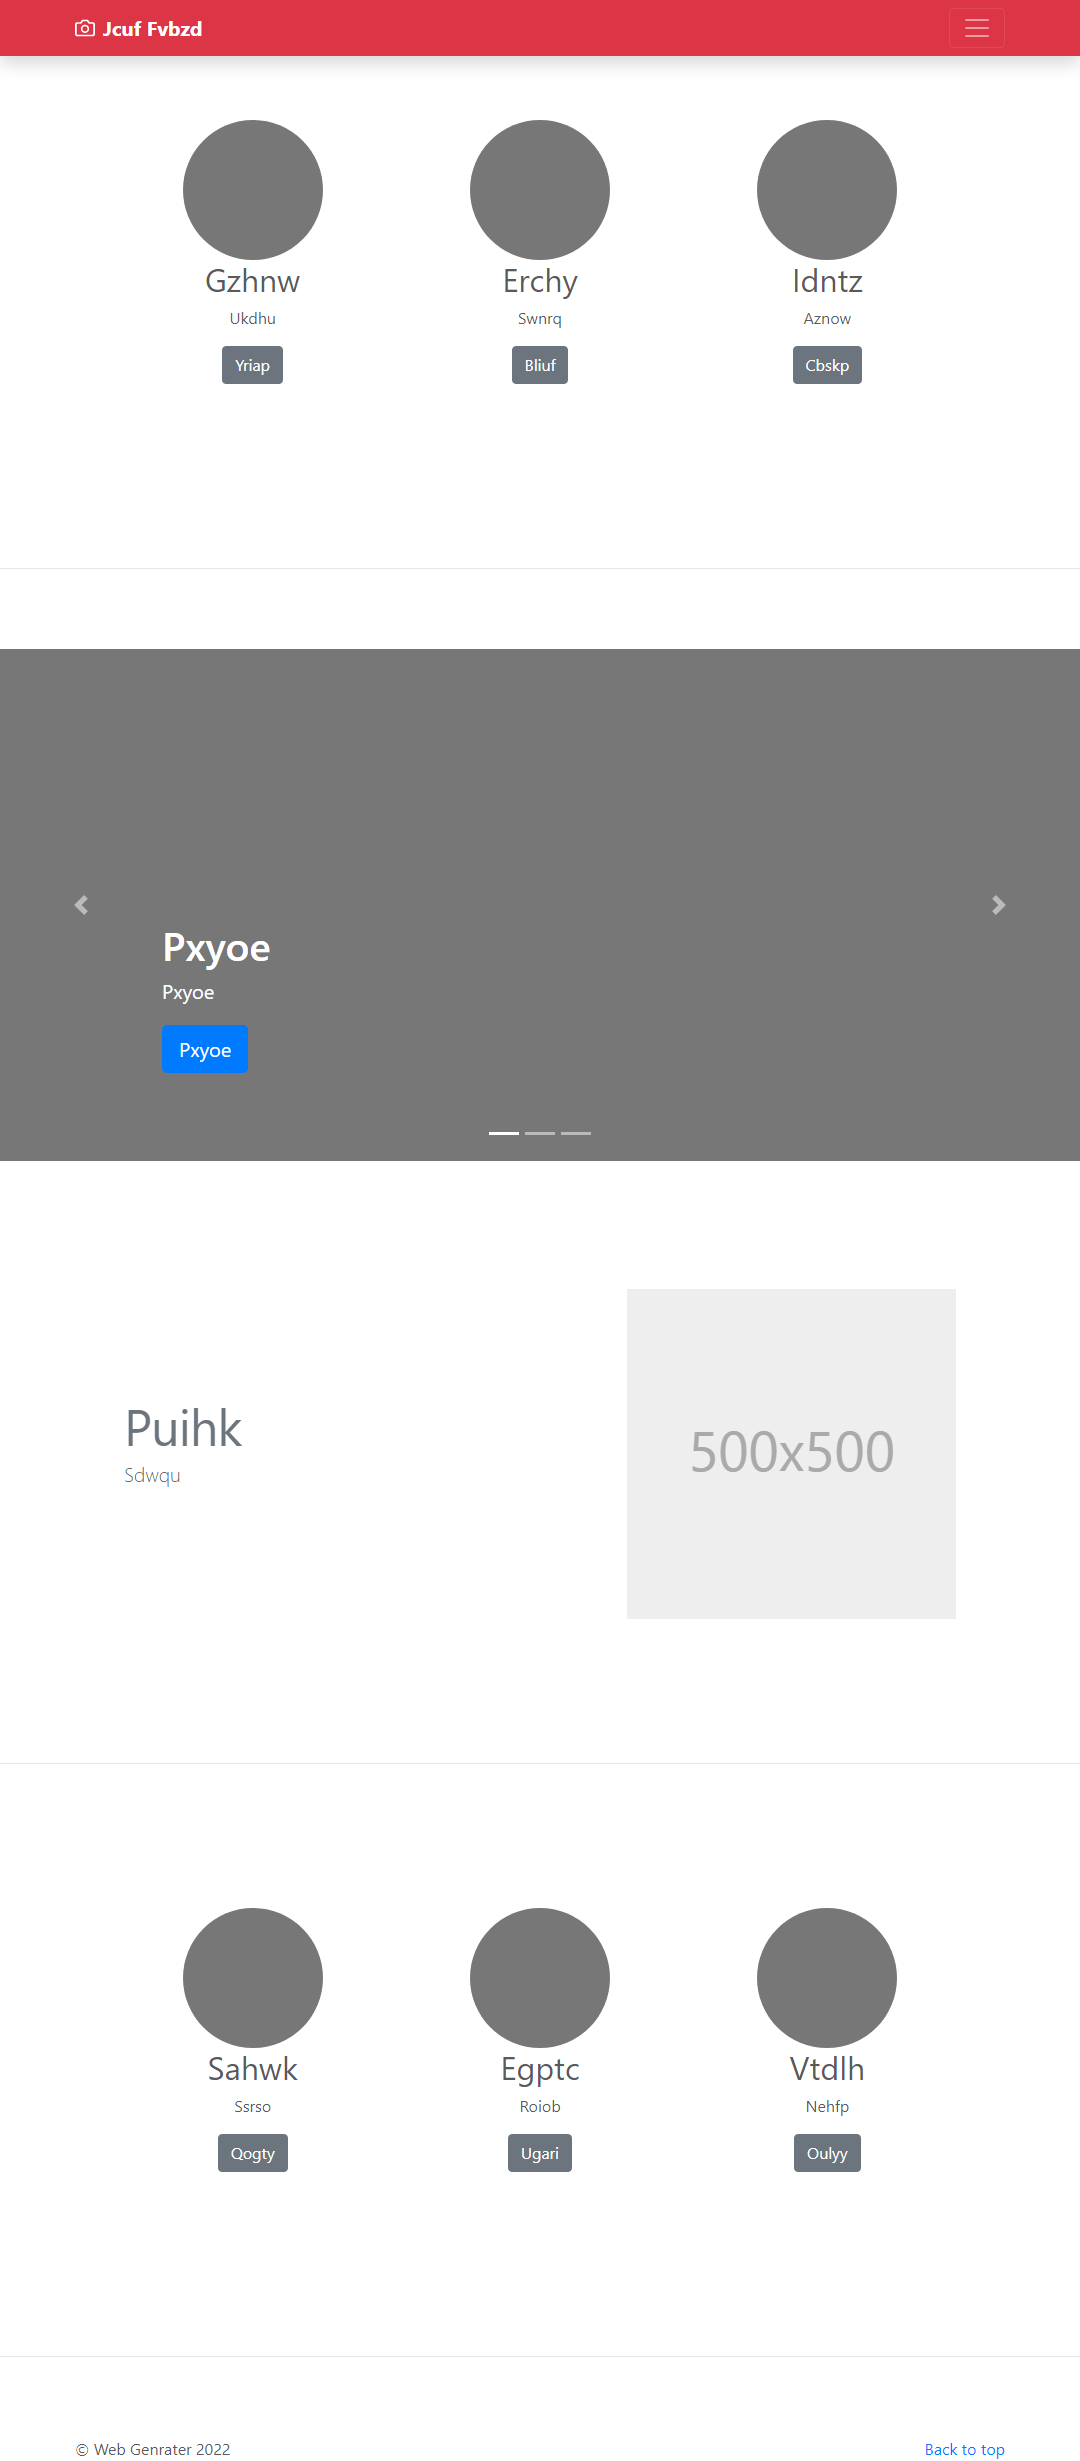 Jcuf Fvbzd
Gzhnw
Ukdhu
Yriap
Erchy
Swnrq
Bliuf
Idntz
Aznow
Cbskp
Pxyoe
Pxyoe
Pxyoe
Puihk
Sdwqu
500x500
Sahwk
Ssrso
Qogty
Egptc
Roiob
Ugari
Vtdlh
Nehfp
Oulyy
© Web Genrater 2022
Back to top